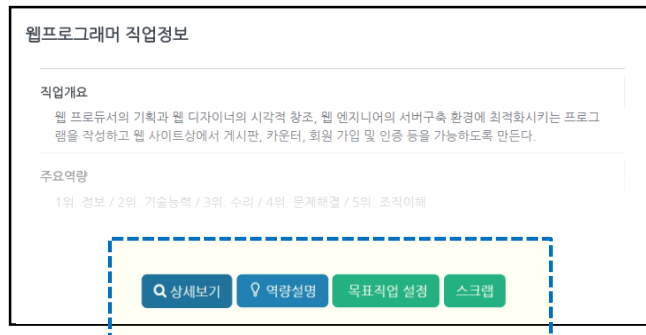 웹프로그래머 직업정보
직업개요
웹 프로듀서의 기획과 웹 디자이너의 시각적 창조, 웹 엔지니어의 서버구축 환경에 최적화시키는 프로그
램을 작성하고 웹 사이트상에서 게시판, 카운터, 회원 가입 및 인증 등을 가능하도록 만든다.
주요역량
1위. 정보 / 2위. 기술능력 / 3위. 수리 / 4위. 문제해결 / 5위. 조직이해
상세보기 역량설명 목표직업 설정 스크랩